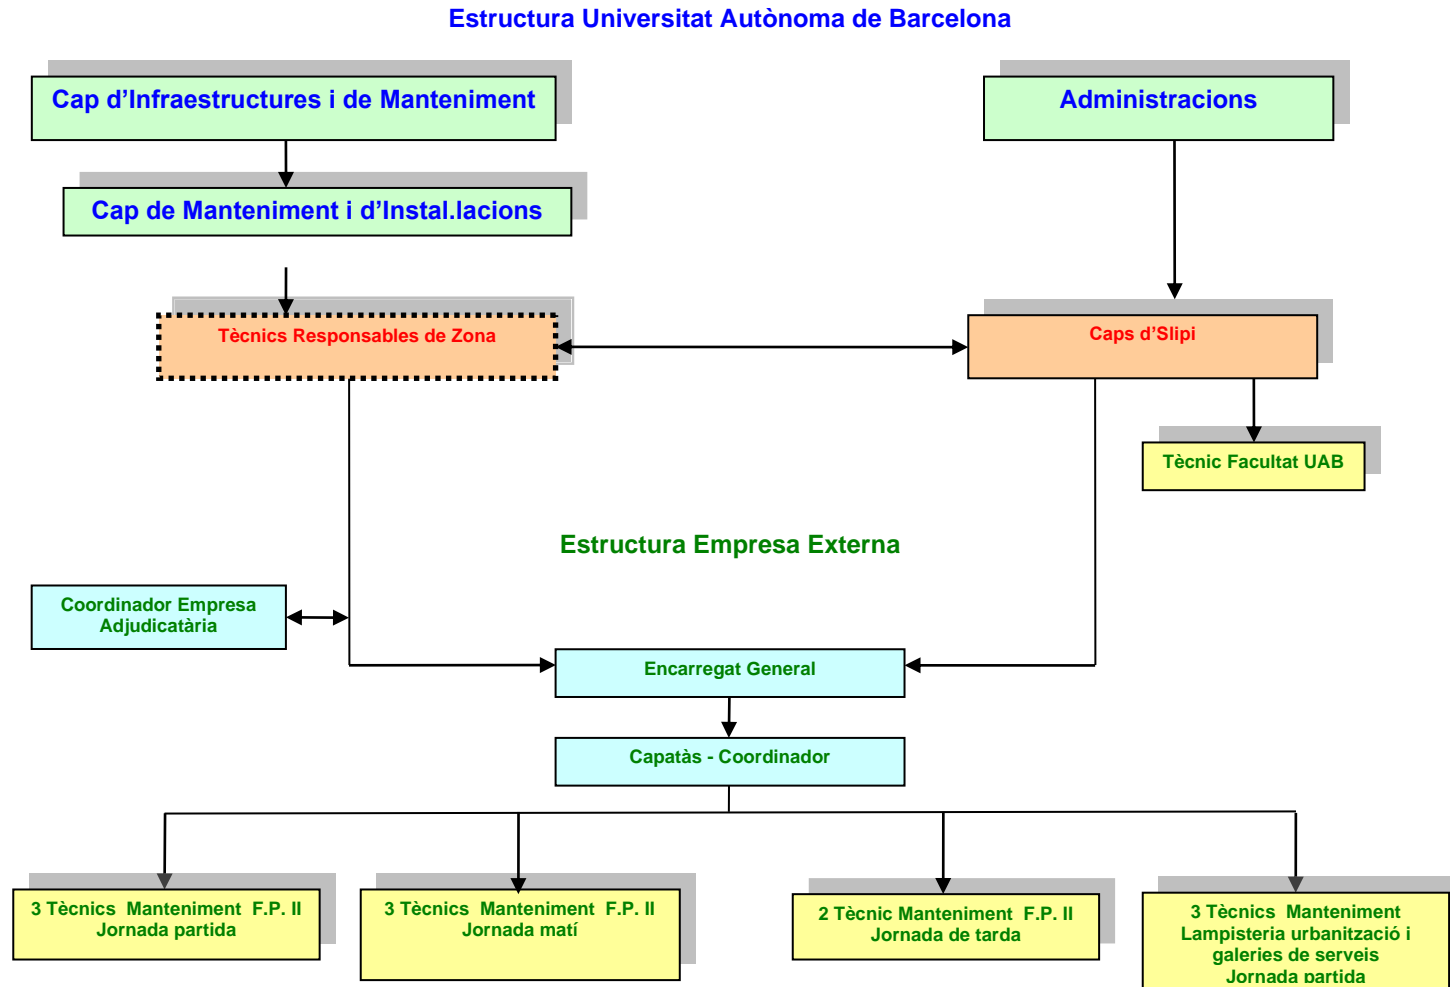 Estructura Universitat Autònoma de Barcelona
Cap d'Infraestructures i de Manteniment
Administracions
Cap de Manteniment i d'Instal.lacions
Tècnics Responsables de Zona
Caps d'Slipi
Tècnic Facultat UAB
Estructura Empresa Externa
Coordinador Empresa
Adjudicatària
Encarregat General
Capatàs - Coordinador
3 Tècnics Manteniment F.P. II
Jornada partida
3 Tècnics Manteniment F.P. II
Jornada matí
2 Tècnic Manteniment F.P. II
Jornada de tarda
3 Tècnics Manteniment
Lampisteria urbanització i
galeries de serveis
Jornada partida